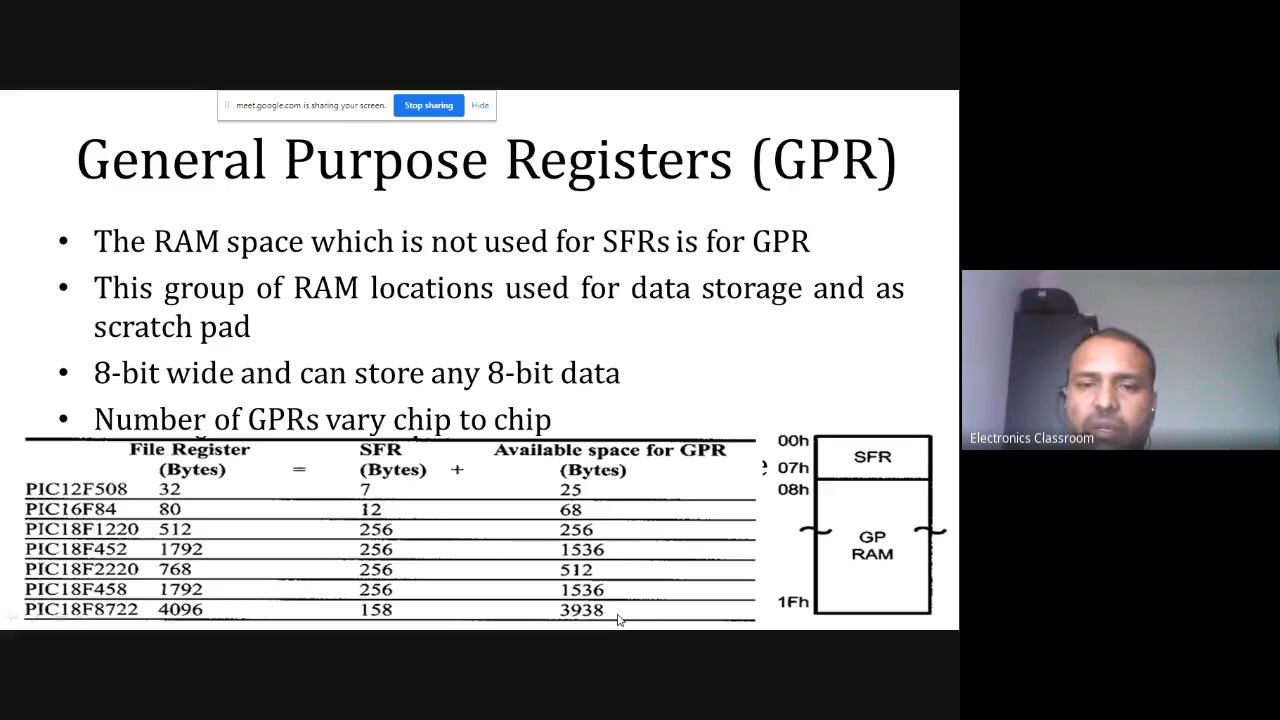 meet.google.com is sharing your screen. Stop sharing Hide
General Purpose Registers (GPR)
• The RAM space which is not used for SFRs is for GPR
• This group of RAM locations used for data storage and as
scratch pad
• 8-bit wide and can store any 8-bit data
• Number of GPRs vary chip to chip
File Register SFR Available space for GPR
(Bytes) = (Bytes) + (Bytes)
PIC12F508 32 7 25
PIC16F84 80 12 68
PIC18F1220 512 256 256
PIC18F452 1792 256 1536
PIC18F2220 768 256 512
PIC18F458 1792 256 1536
PIC18F8722 4096 158 3938
00h
SFR
07h
08h
GP
RAM
1Fh
Electronics Classroom